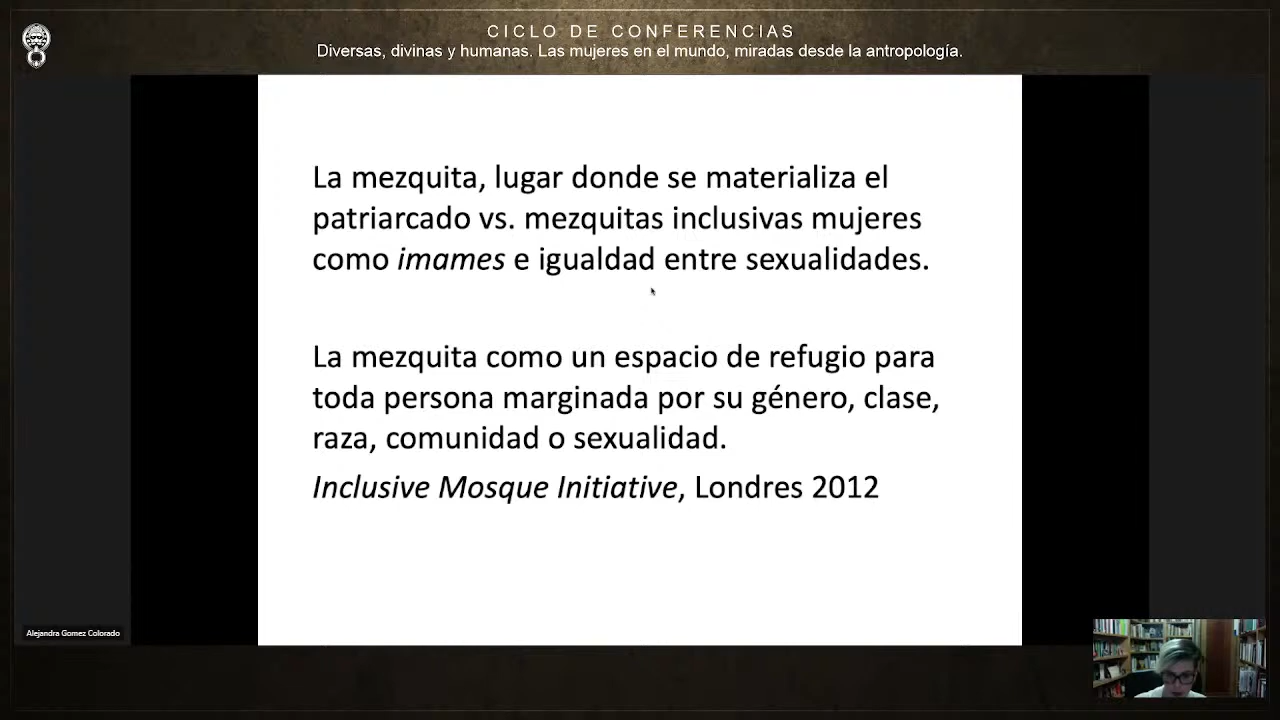 CICLO DE CONFERENCIAS
Diversas, divinas y humanas. Las mujeres en el mundo, miradas desde la antropología.
La mezquita, lugar donde se materializa el
patriarcado vs. mezquitas inclusivas mujeres
como imames e igualdad entre sexualidades.
La mezquita como un espacio de refugio para
toda persona marginada por su género, clase,
raza, comunidad o sexualidad.
Inclusive Mosque Initiative, Londres 2012
Alejandra Gomez Colorado